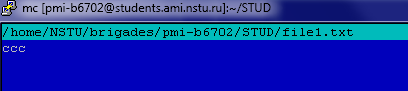 mc [pmi-b6702@students.ami.nstu.ru]:~/STUD
/home/NSTU/brigades/pmi-b6702/STUD/file1.txt
ccc